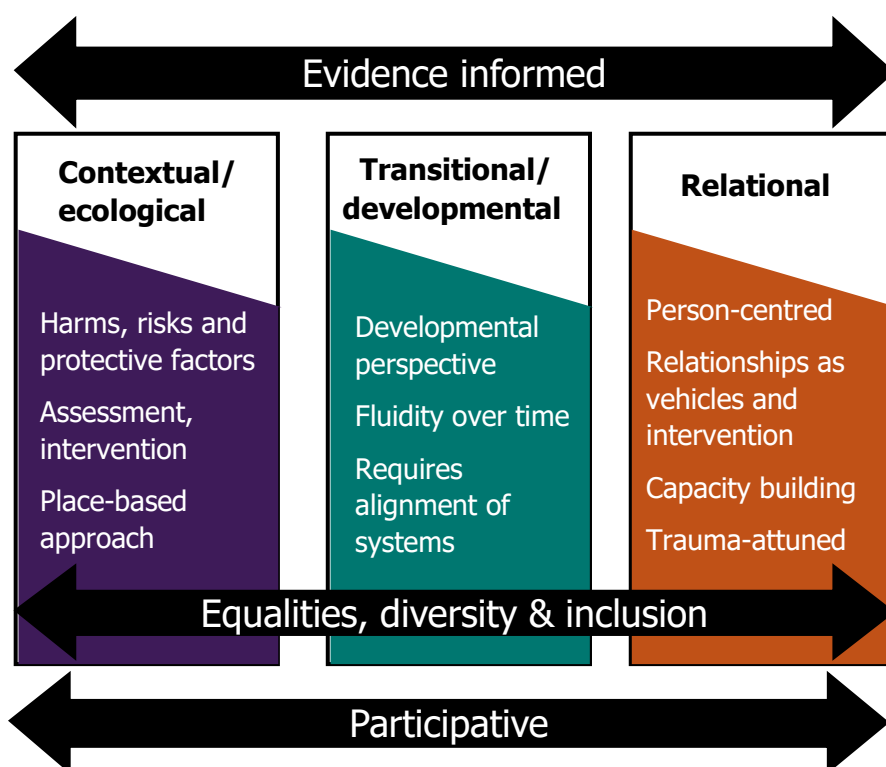 Evidence informed
Contextual/
ecological
Harms, risks and
protective factors
Assessment,
intervention
Place-based
approach
Transitional/
developmental
Developmental
perspective
Fluidity over time
Requires
alignment of
systems
Relational
Person-centred
Relationships as
vehicles and
intervention
Capacity building
Trauma-attuned
Equalities, diversity & inclusion
Participative